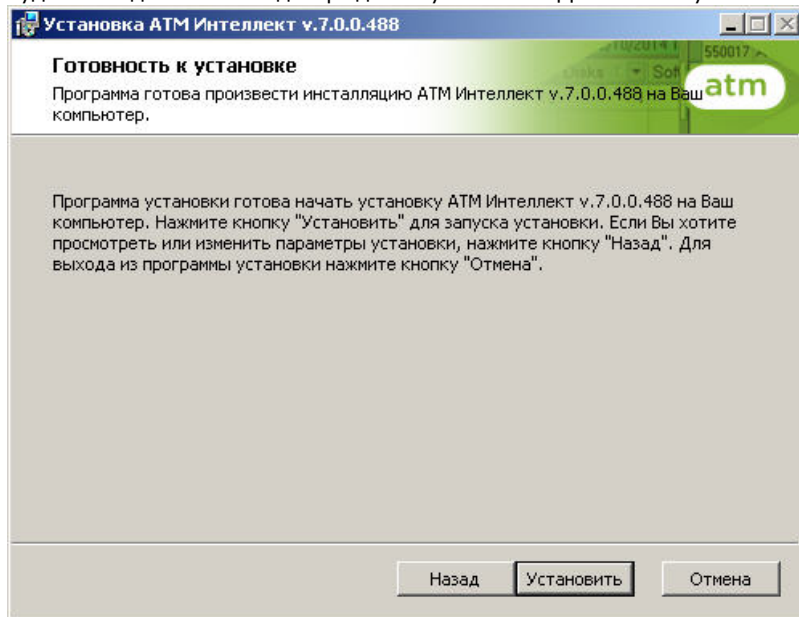 Установка АТМ Интеллект v.7.0.0.488
Готовность к установке
Программа готова произвести инсталляцию АТМ Интеллект v.7.0.0.488 на Ваш
компьютер.
550017
atm
Программа установки готова начать установку АТМ Интеллект v.7.0.0.488 на Ваш
компьютер. Нажмите кнопку "Установить" для запуска установки. Если Вы хотите
просмотреть или изменить параметры установки, нажмите кнопку "Назад". Для
выхода из программы установки нажмите кнопку "Отмена".
Назад
Установить
Отмена